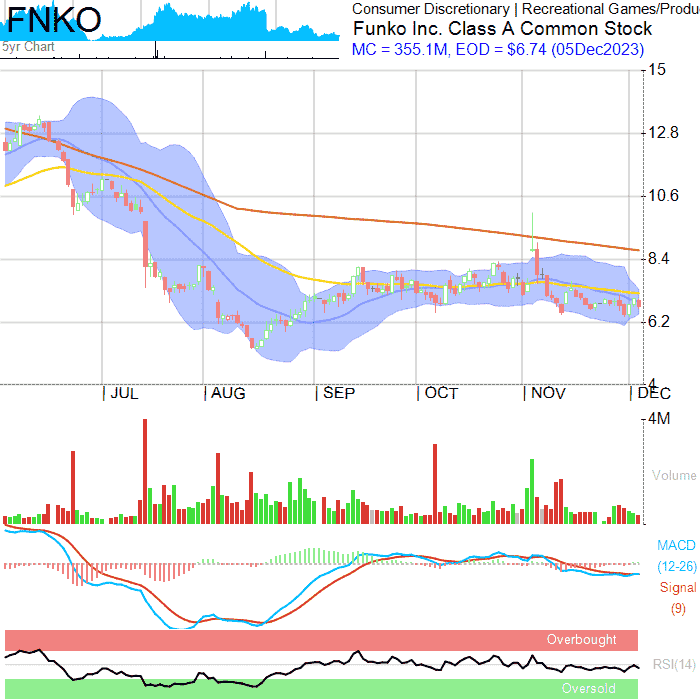 FNKO
5yr Chart
Consumer Discretionary | Recreational Games/Produ
Funko Inc. Class A Common Stock
MC = 355.1M, EOD = $6.74 (05Dec2023)
15
12.8
10.6
8.4
6.2
4
JUL AUG SEP OCT NOV DEC
4M
Volume
MACD
(12-26)
Signal
(9)
Overbought
RSI(14)
Oversold